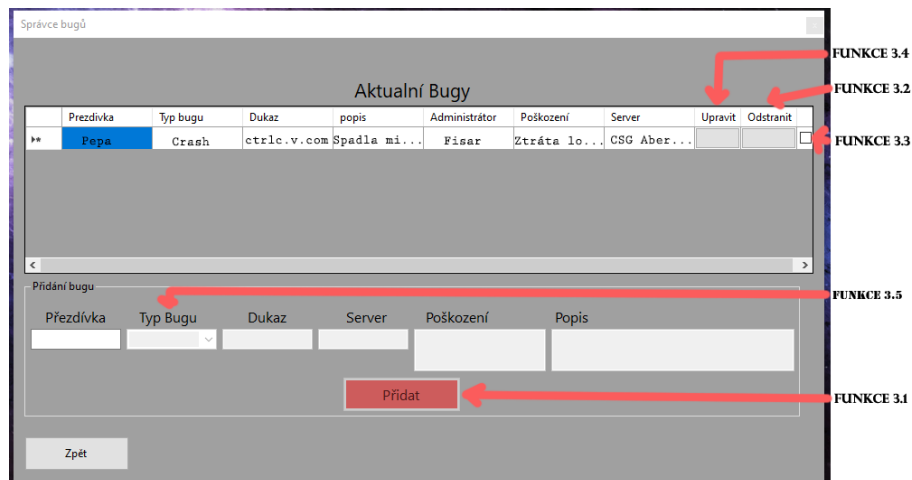 Správce bugů
FUNKCE 3.4
Aktualní Bugy
FUNKCE 3.2
Prezdivka Typ bugu Dukaz popis Administrátor Poškození Server Upravit Odstranit
Pepa Crash ctrlc.v.com Spadla mi... Fisar Ztráta lo... CSG Aber...
FUNKCE 3.3
Přidání bugu
FUNKCE 3.5
Přezdívka Typ Bugu Dukaz Server Poškození Popis
Přidat
FUNKCE 3.1
Zpět